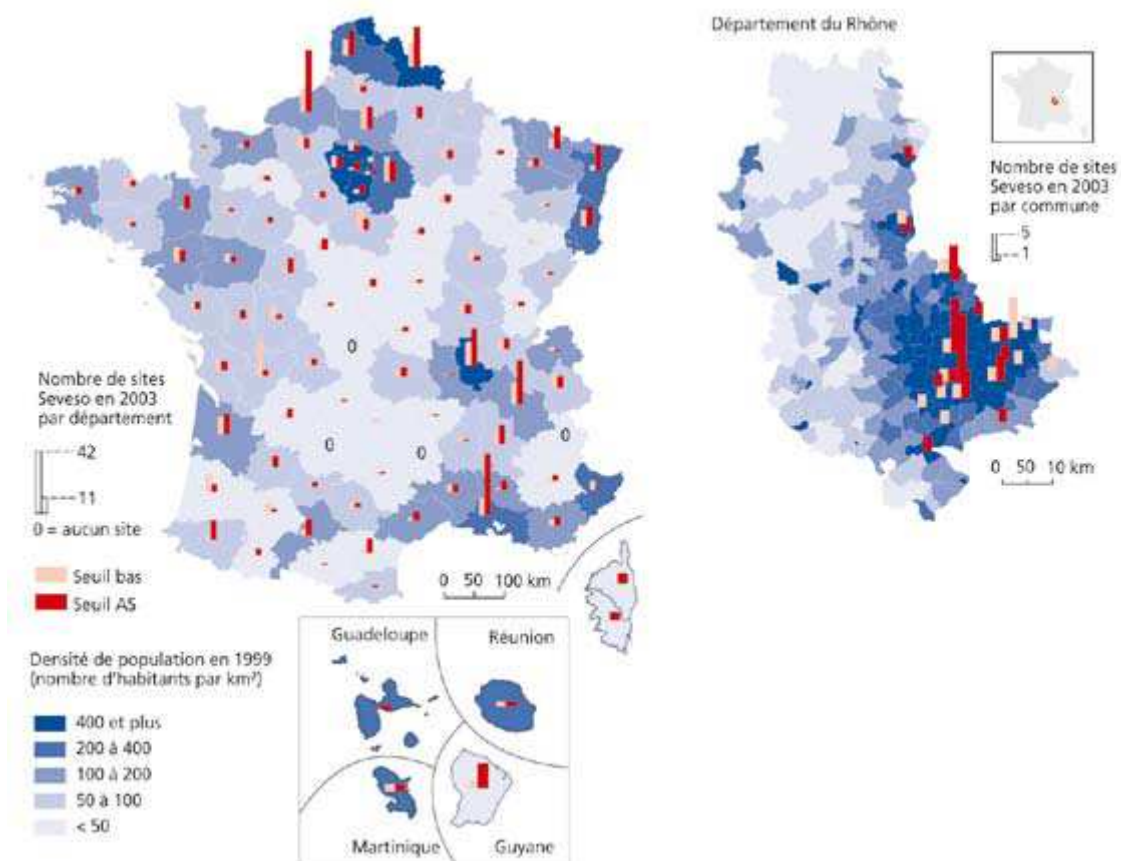 Département du Rhône
Nombre de sites
Seveso en 2003
par commune
5
1
0 50 10 km
Nombre de sites
Seveso en 2003
par département
42
11
0 = aucun site
Seuil bas
Seuil AS
0
0
0
0
0 50 100 km
Densité de population en 1999
(nombre d'habitants par km²)
400 et plus
200 à 400
100 à 200
50 à 100
< 50
Guadeloupe
Réunion
Martinique
Guyane